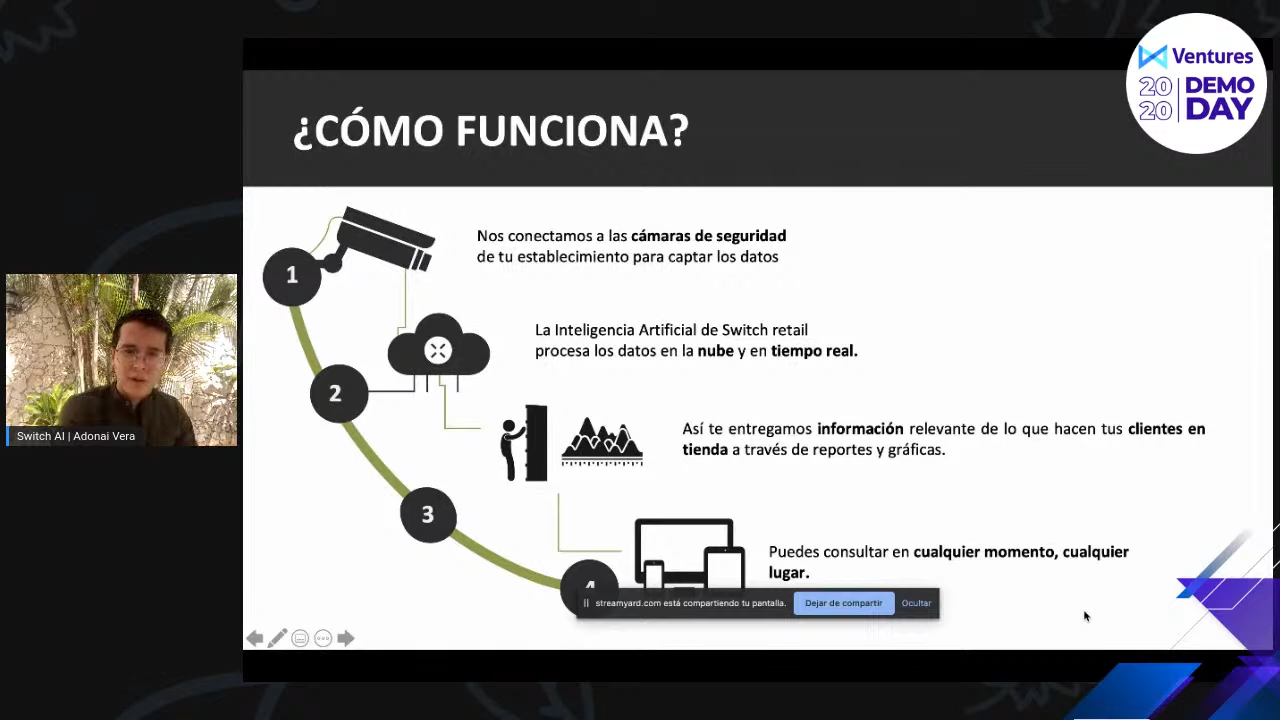 Ventures
20 DEMO
20 DAY
¿CÓMO FUNCIONA?
1
Nos conectamos a las cámaras de seguridad
de tu establecimiento para captar los datos
2
La Inteligencia Artificial de Switch retail
procesa los datos en la nube y en tiempo real.
3
Así te entregamos información relevante de lo que hacen tus clientes en
tienda a través de reportes y gráficas.
4
Puedes consultar en cualquier momento, cualquier
lugar.
streamyard.com está compartiendo tu pantalla. Dejar de compartir Ocultar
Switch AI | Adonai Vera